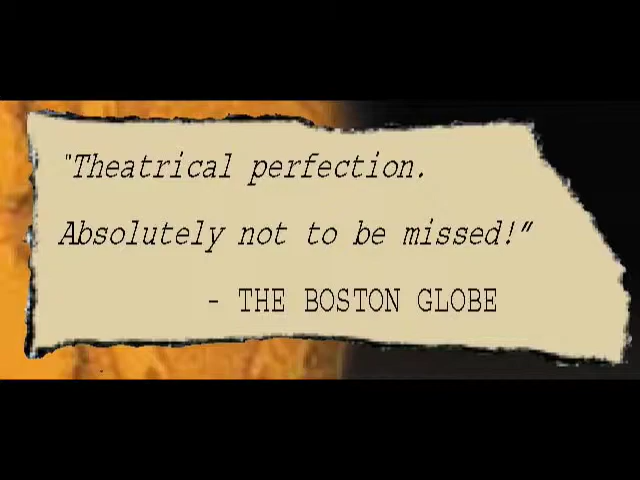 "Theatrical perfection.
Absolutely not to be missed!”
- THE BOSTON GLOBE